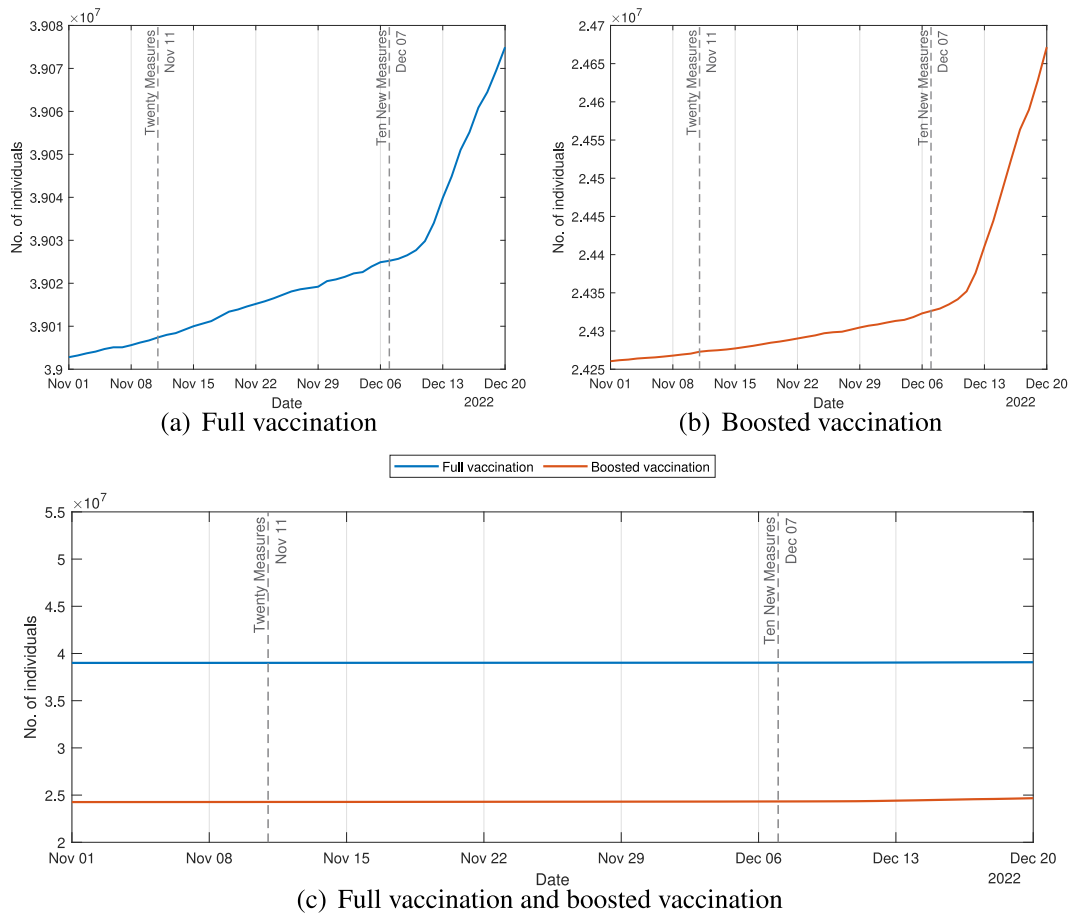 ×10⁷
3.908
3.907
3.906
3.905
3.904
3.903
3.902
3.901
3.9
No. of individuals
Twenty Measures
Nov 11
Ten New Measures
Dec 07
Nov 01 Nov 08 Nov 15 Nov 22 Nov 29 Dec 06 Dec 13 Dec 20
Date
2022
(a) Full vaccination
×10⁷
2.47
2.465
2.46
2.455
2.45
2.445
2.44
2.435
2.43
2.425
No. of individuals
Twenty Measures
Nov 11
Ten New Measures
Dec 07
Nov 01 Nov 08 Nov 15 Nov 22 Nov 29 Dec 06 Dec 13 Dec 20
Date
2022
(b) Boosted vaccination
Full vaccination Boosted vaccination
×10⁷
5.5
5
4.5
4
3.5
3
2.5
2
No. of individuals
Twenty Measures
Nov 11
Ten New Measures
Dec 07
Nov 01 Nov 08 Nov 15 Nov 22 Nov 29 Dec 06 Dec 13 Dec 20
Date
2022
(c) Full vaccination and boosted vaccination